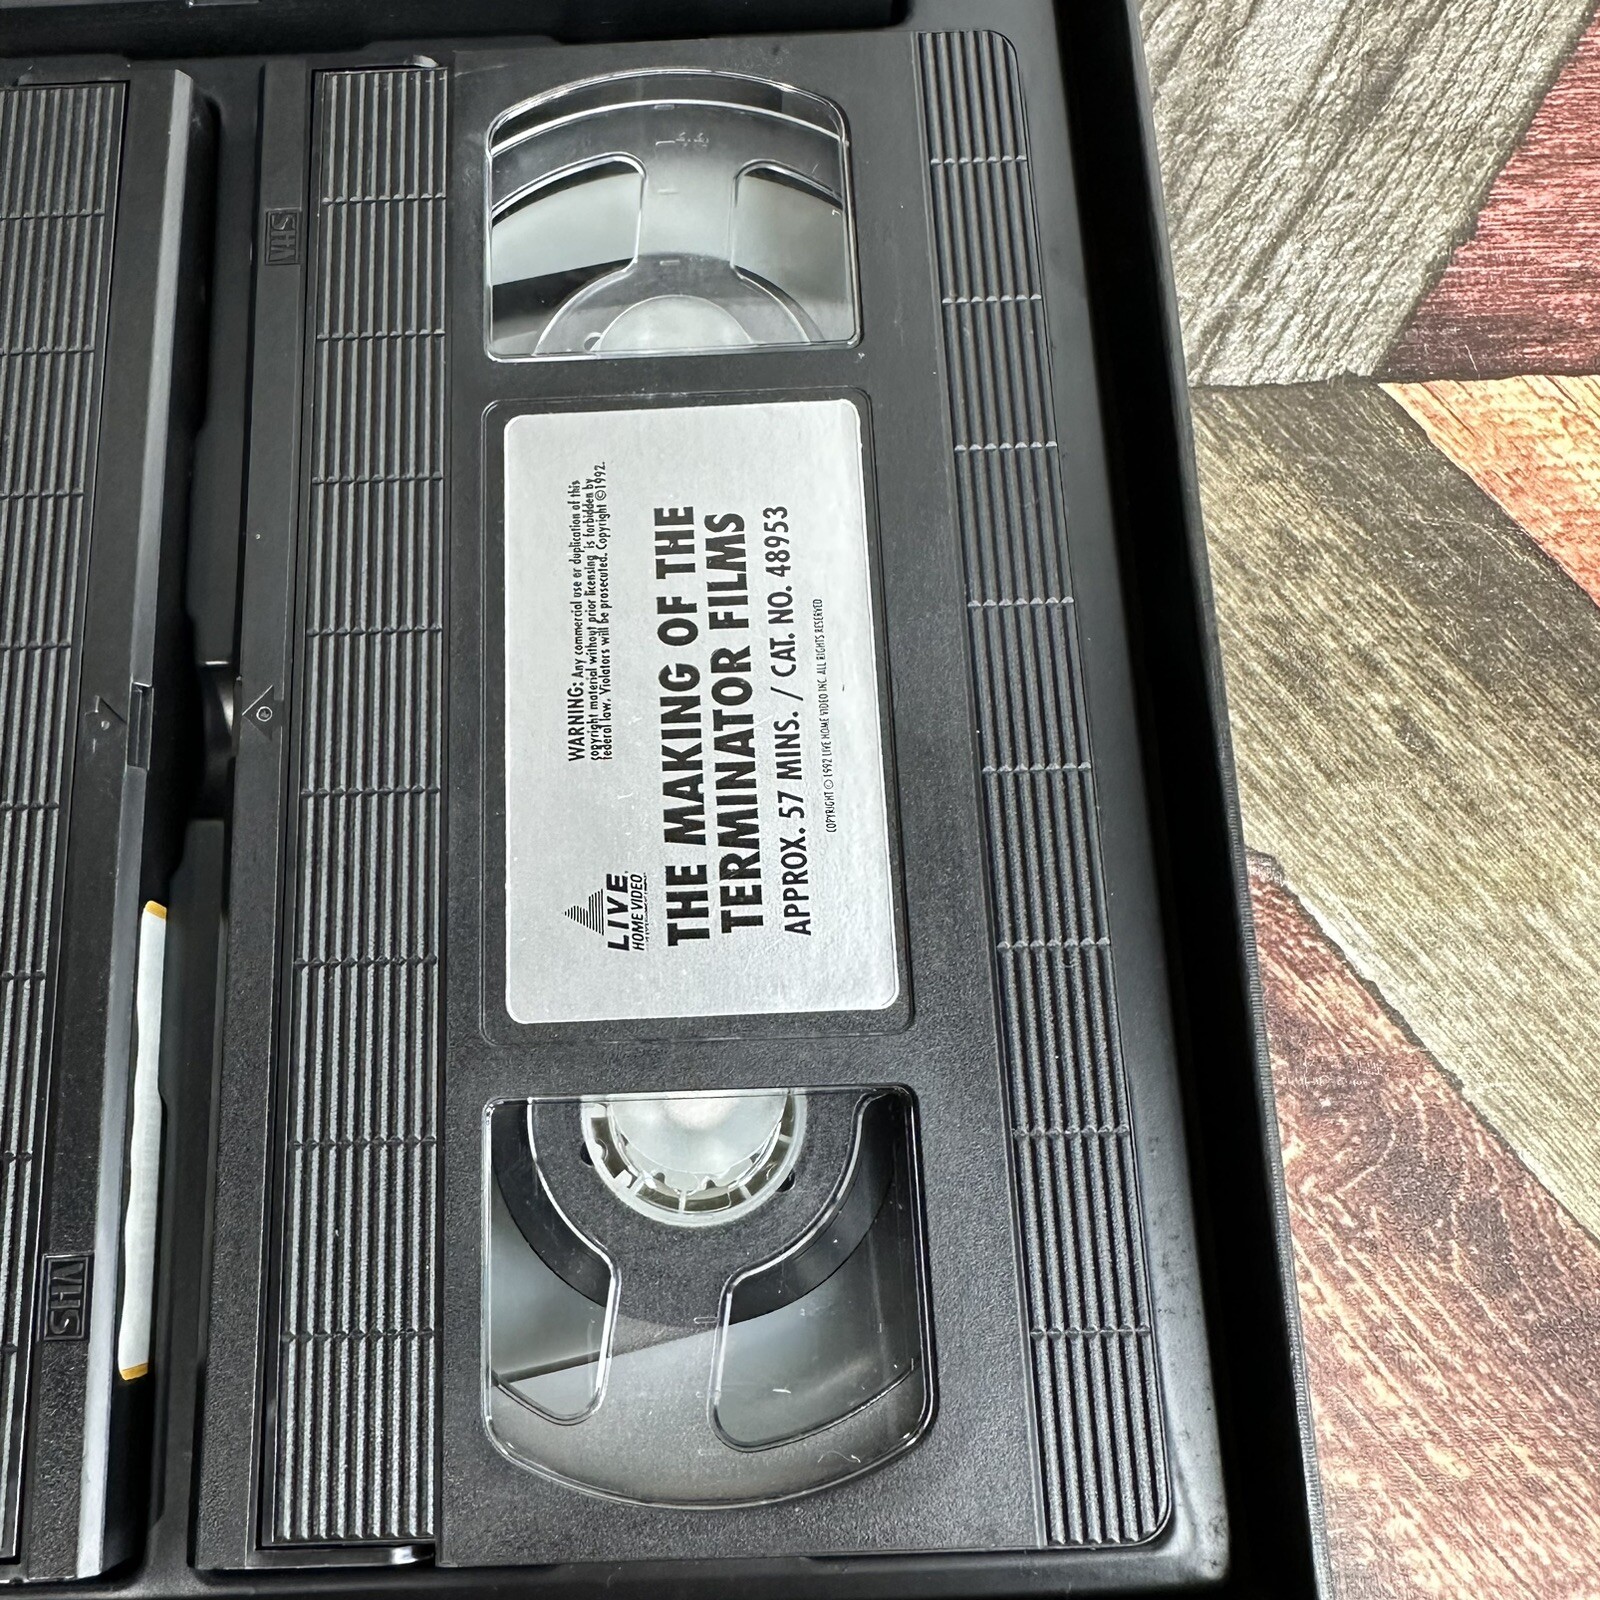 WARNING: Any commercial use or duplication of this
copyright material without prior licensing is forbidden by
federal law. Violators will be prosecuted. Copyright ©1992.
LIVE
HOME VIDEO
THE MAKING OF THE
TERMINATOR FILMS
APPROX. 57 MINS. / CAT. NO. 48953
COPYRIGHT © 1992 LIVE HOME VIDEO INC. ALL RIGHTS RESERVED
VHS
VHS